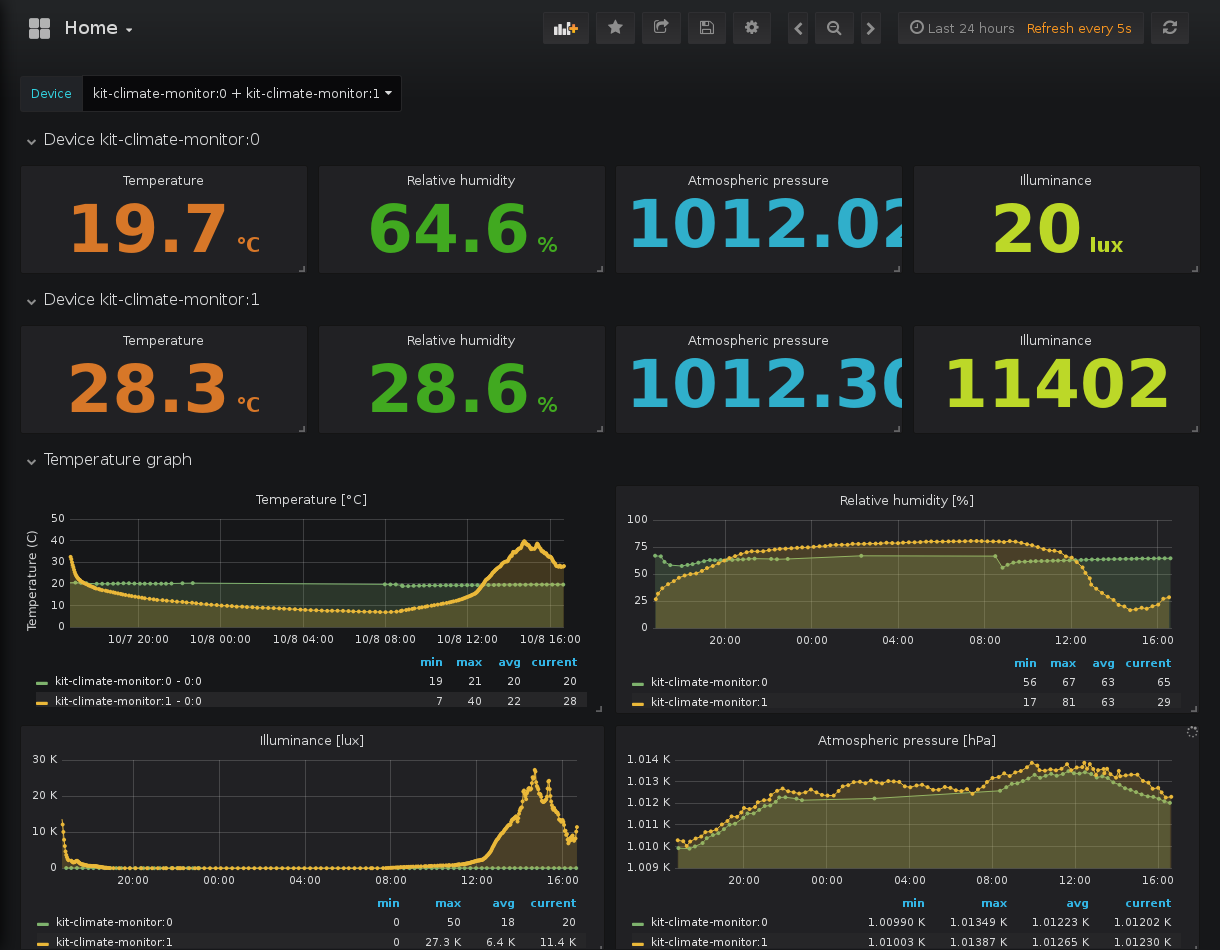 Home
Last 24 hours Refresh every 5s
Device kit-climate-monitor:0 + kit-climate-monitor:1
Device kit-climate-monitor:0
Temperature Relative humidity Atmospheric pressure Illuminance
19.7 °C 64.6 % 1012.02 20 lux
Device kit-climate-monitor:1
Temperature Relative humidity Atmospheric pressure Illuminance
28.3 °C 28.6 % 1012.30 11402
Temperature graph
Temperature [°C]
Temperature (C)
50
40
30
20
10
0
10/7 20:00 10/8 00:00 10/8 04:00 10/8 08:00 10/8 12:00 10/8 16:00
min max avg current
kit-climate-monitor:0 - 0:0 19 21 20 20
kit-climate-monitor:1 - 0:0 7 40 22 28
Relative humidity [%]
100
75
50
25
0
20:00 00:00 04:00 08:00 12:00 16:00
min max avg current
kit-climate-monitor:0 56 67 63 65
kit-climate-monitor:1 17 81 63 29
Illuminance [lux]
30 K
20 K
10 K
0
20:00 00:00 04:00 08:00 12:00 16:00
min max avg current
kit-climate-monitor:0 0 50 18 20
kit-climate-monitor:1 0 27.3 K 6.4 K 11.4 K
Atmospheric pressure [hPa]
1.014 K
1.013 K
1.012 K
1.011 K
1.010 K
1.009 K
20:00 00:00 04:00 08:00 12:00 16:00
min max avg current
kit-climate-monitor:0 1.00990 K 1.01349 K 1.01223 K 1.01202 K
kit-climate-monitor:1 1.01003 K 1.01387 K 1.01265 K 1.01230 K